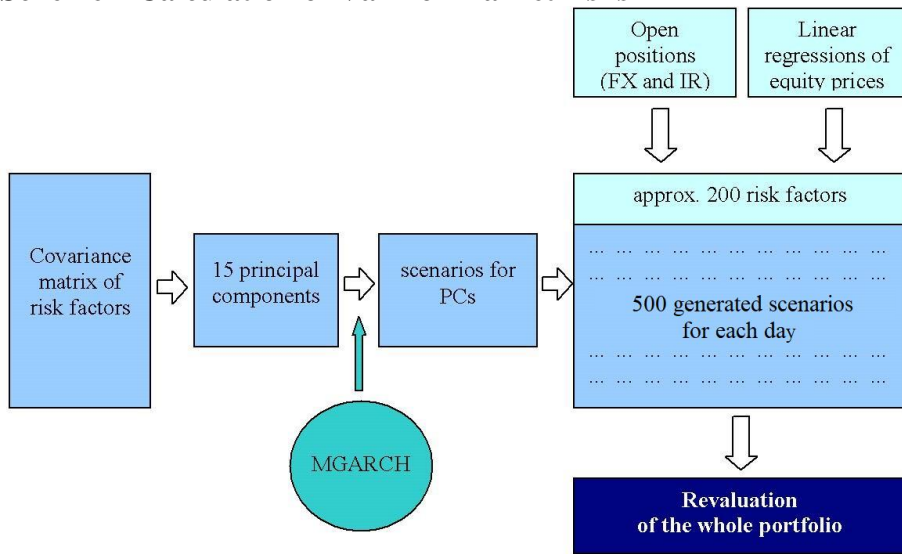 Open
positions
(FX and IR)
Linear
regressions of
equity prices
approx. 200 risk factors
Covariance
matrix of
risk factors
15 principal
components
scenarios for
PCs
... ... ... ... ... ... ... ... ... ... ...
... ... ... ... ... ... ... ... ... ... ...
500 generated scenarios
for each day
... ... ... ... ... ... ... ... ... ... ...
... ... ... ... ... ... ... ... ... ... ...
MGARCH
Revaluation
of the whole portfolio